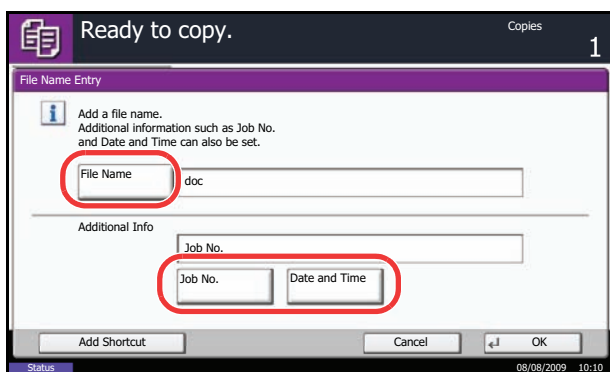 Ready to copy.
Copies
1
File Name Entry
i
Add a file name.
Additional information such as Job No.
and Date and Time can also be set.
File Name
doc
Additional Info
Job No.
Job No.
Date and Time
Add Shortcut
Cancel
OK
Status
08/08/2009 10:10